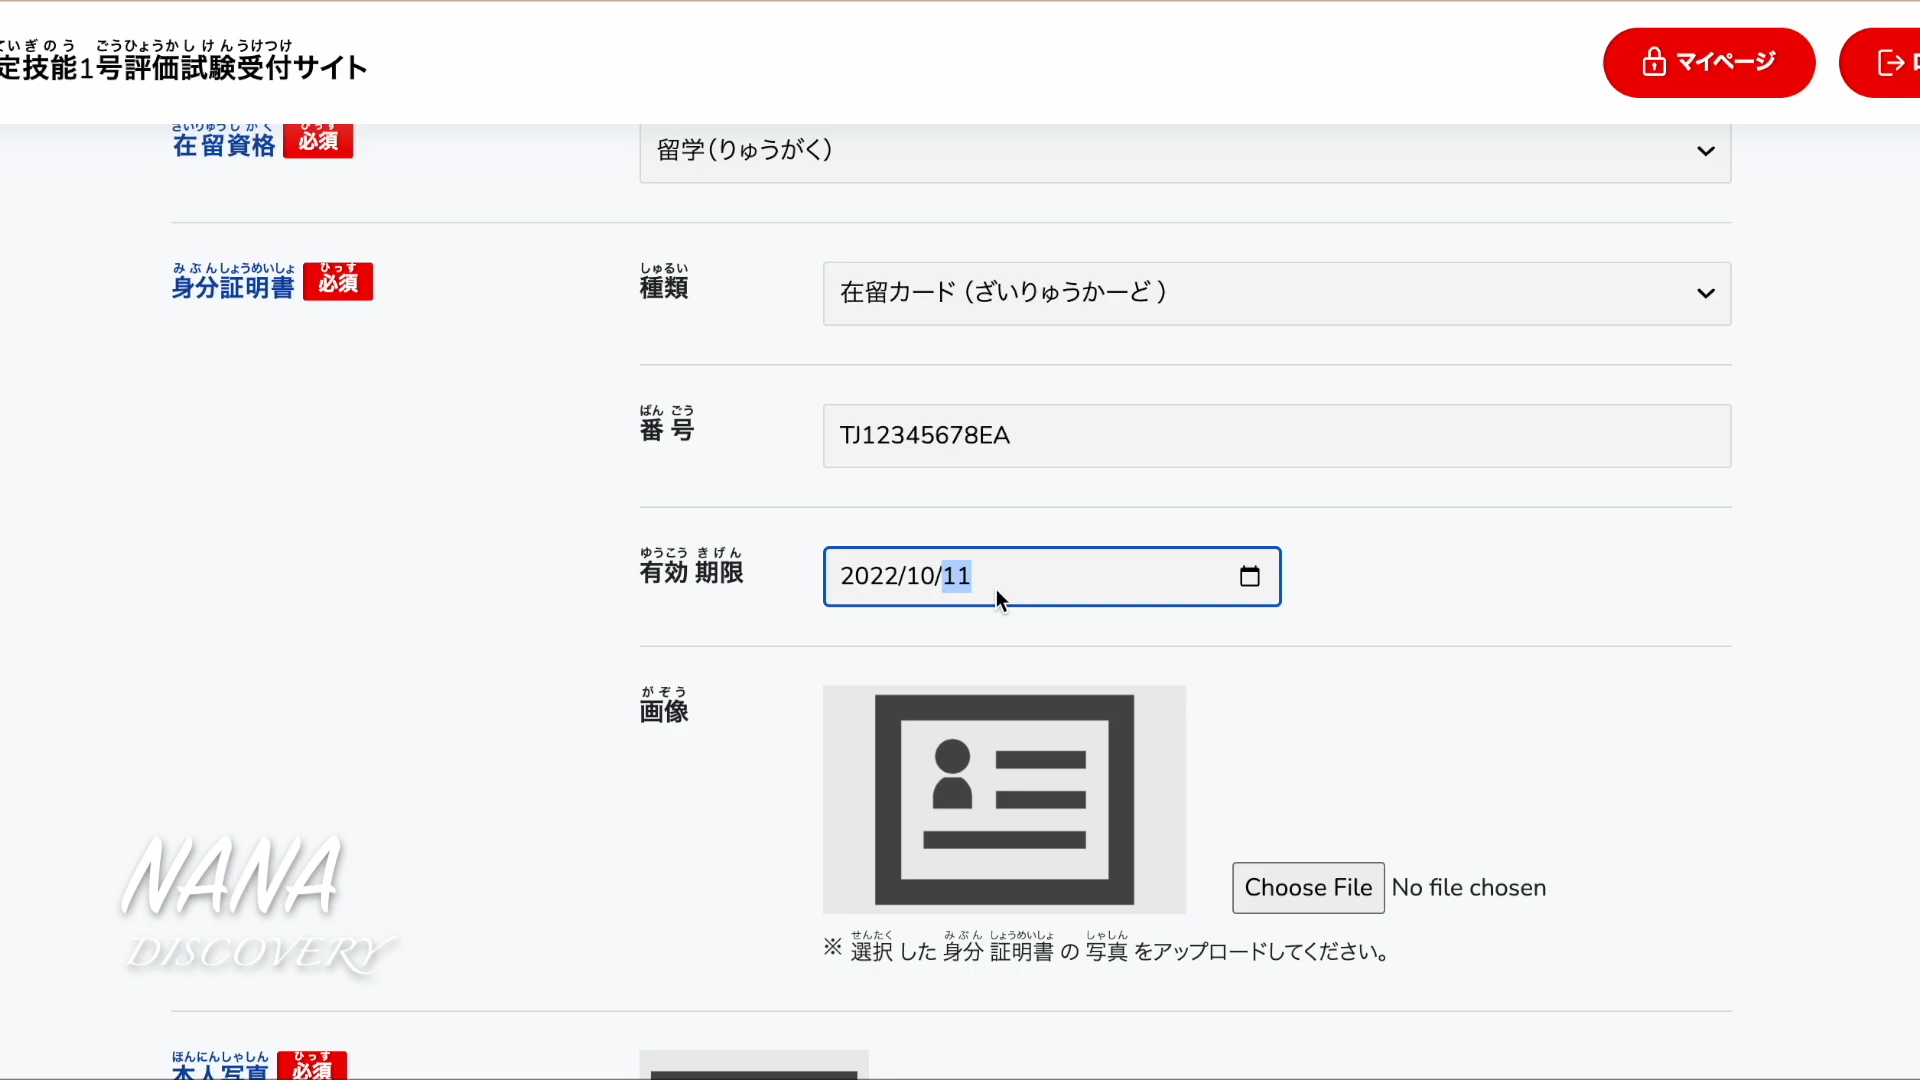 ていぎのう ごうひょうかしけんうけつけ
定技能1号評価試験受付サイト
マイページ
ざいりゅうしかく ひっす
在留資格 必須
留学(りゅうがく)
みぶんしょうめいしょ ひっす
身分証明書 必須
しゅるい
種類
在留カード (ざいりゅうかーど )
ばん ごう
番 号
TJ12345678EA
ゆうこう きげん
有効 期限
2022/10/11
がぞう
画像
Choose File No file chosen
せんたく みぶん しょうめいしょ しゃしん
※ 選択 した 身分 証明書 の 写真 をアップロードしてください。
NANA
DISCOVERY
ほんにんしゃしん ひっす
本人写真 必須